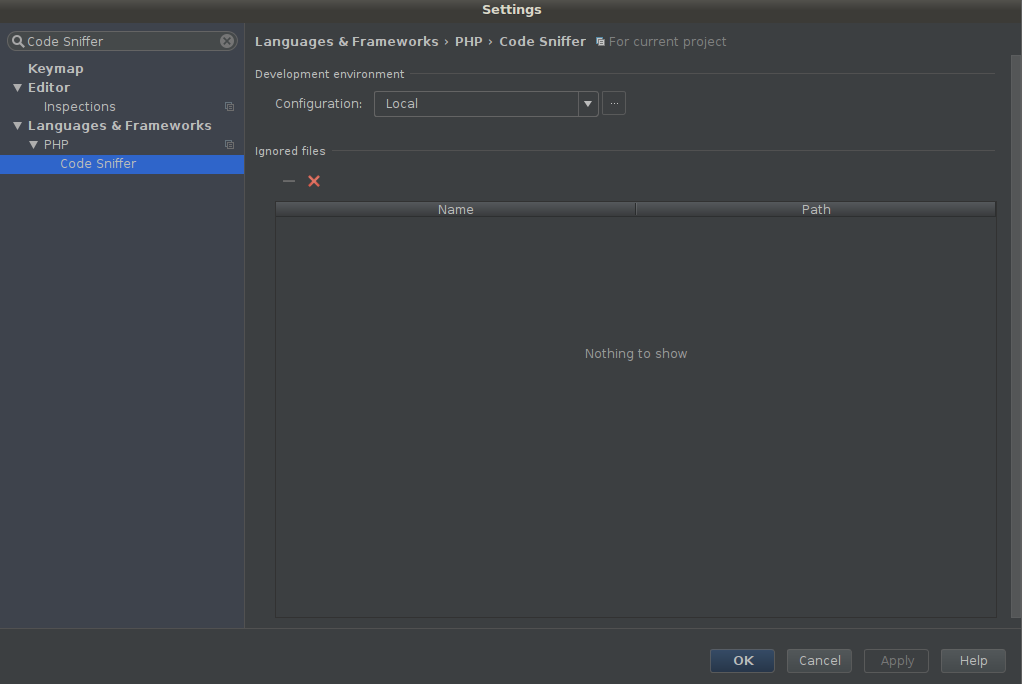 Settings
Code Sniffer
Keymap
Editor
Inspections
Languages & Frameworks
PHP
Code Sniffer
Languages & Frameworks › PHP › Code Sniffer For current project
Development environment
Configuration: Local ...
Ignored files
Name Path
Nothing to show
OK Cancel Apply Help